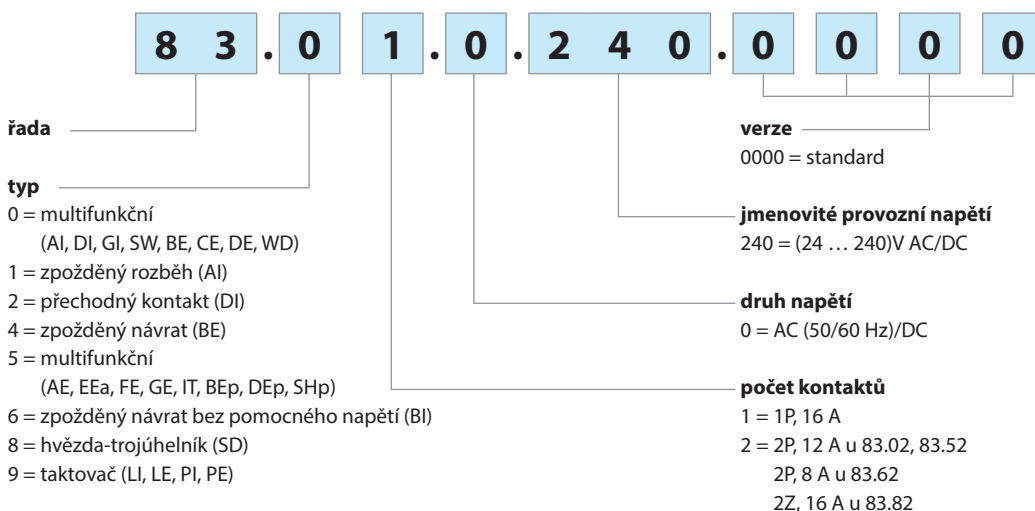 8 3 . 0 1 . 0 . 2 4 0 . 0 0 0 0
řada
typ
0 = multifunkční
(AI, DI, GI, SW, BE, CE, DE, WD)
1 = zpožděný rozběh (AI)
2 = přechodný kontakt (DI)
4 = zpožděný návrat (BE)
5 = multifunkční
(AE, EEa, FE, GE, IT, BEp, DEp, SHp)
6 = zpožděný návrat bez pomocného napětí (BI)
8 = hvězda-trojúhelník (SD)
9 = taktovač (LI, LE, PI, PE)
verze
0000 = standard
jmenovité provozní napětí
240 = (24 … 240)V AC/DC
druh napětí
0 = AC (50/60 Hz)/DC
počet kontaktů
1 = 1P, 16 A
2 = 2P, 12 A u 83.02, 83.52
2P, 8 A u 83.62
2Z, 16 A u 83.82